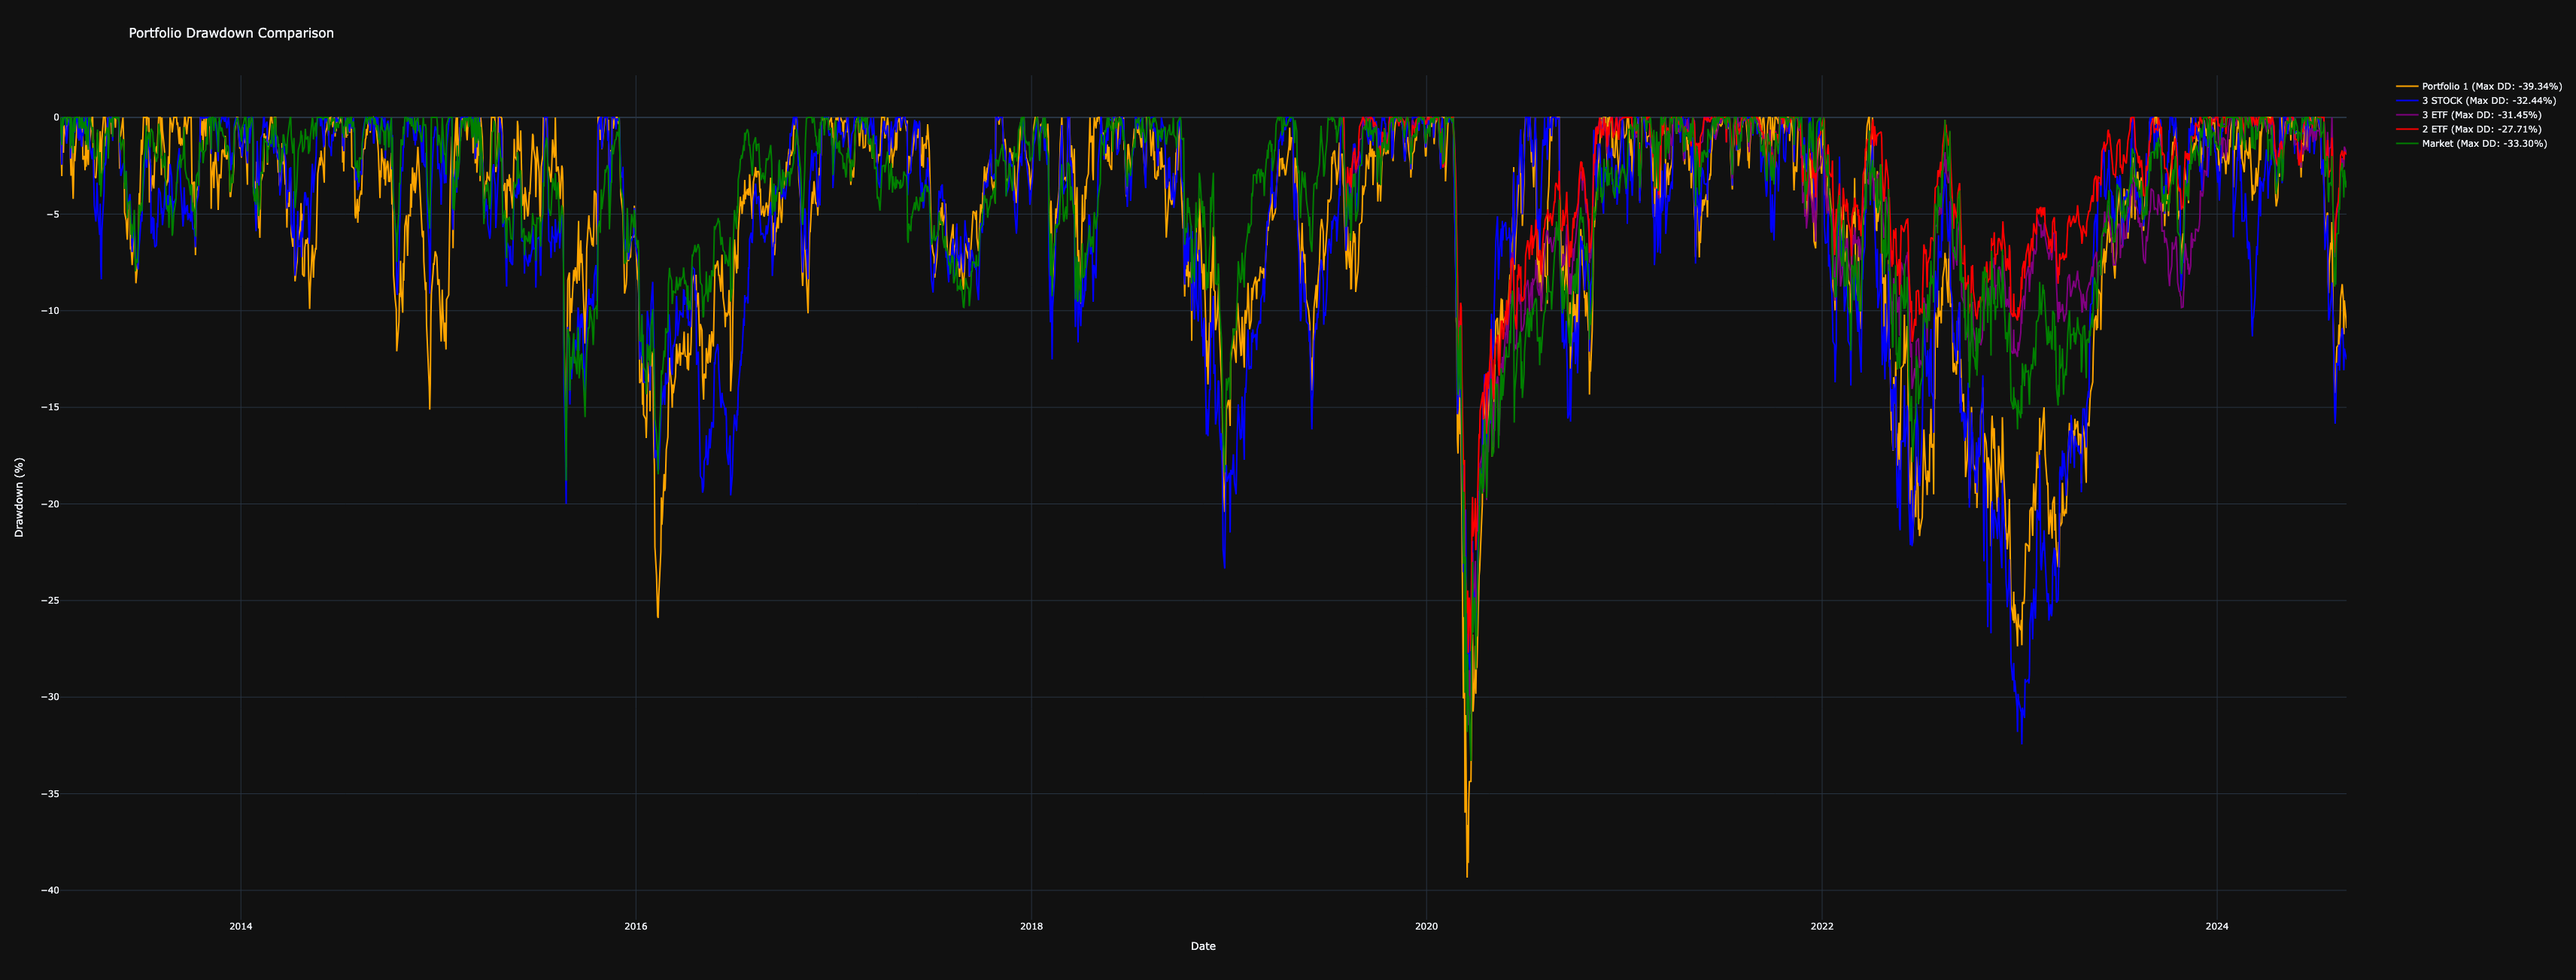 Portfolio Drawdown Comparison
Portfolio 1 (Max DD: -39.34%)
3 STOCK (Max DD: -32.44%)
3 ETF (Max DD: -31.45%)
2 ETF (Max DD: -27.71%)
Market (Max DD: -33.30%)
0
−5
−10
−15
−20
−25
−30
−35
−40
Drawdown (%)
2014 2016 2018 2020 2022 2024
Date